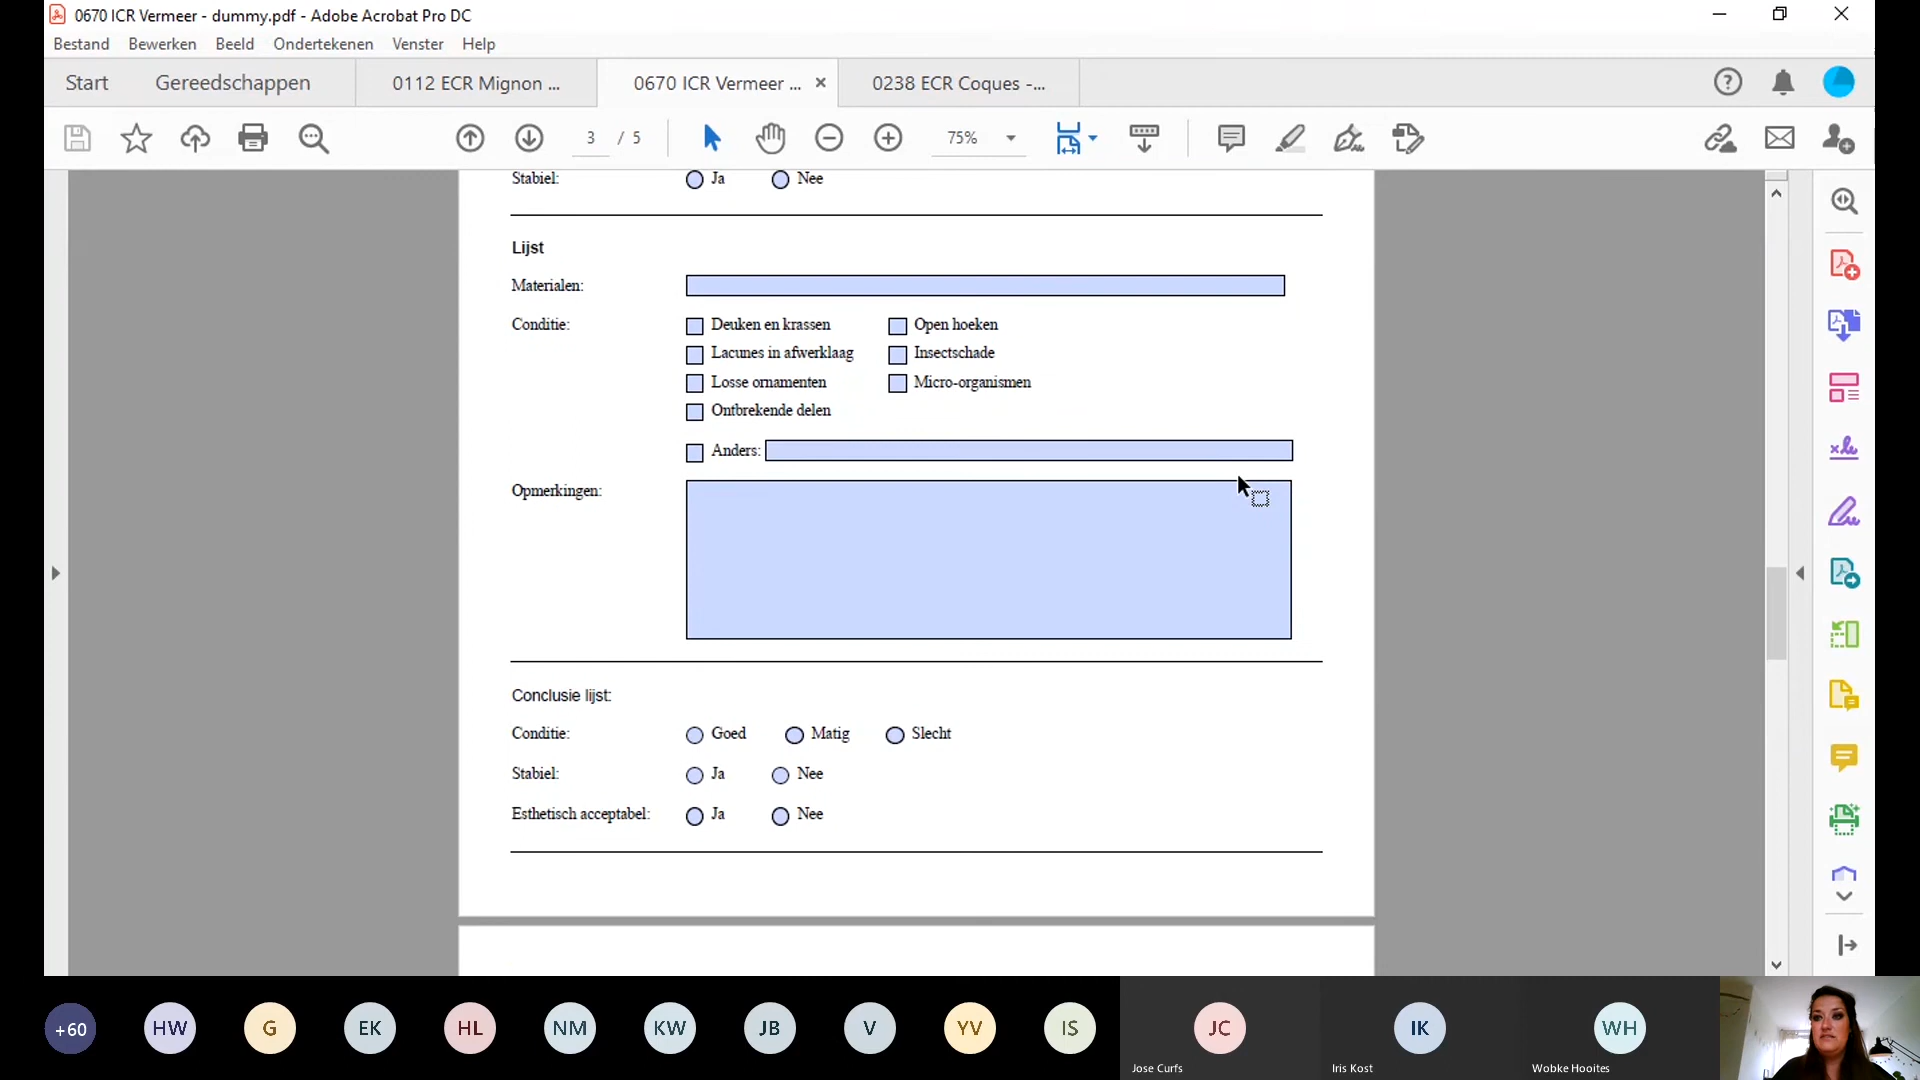 0670 ICR Vermeer - dummy.pdf - Adobe Acrobat Pro DC
Bestand Bewerken Beeld Ondertekenen Venster Help
Start Gereedschappen 0112 ECR Mignon ... 0670 ICR Vermeer ... 0238 ECR Coques -...
3 / 5 75%
Stabiel: Ja Nee
Lijst
Materialen:
Conditie: Deuken en krassen Open hoeken
Lacunes in afwerklaag Insectschade
Losse ornamenten Micro-organismen
Ontbrekende delen
Anders:
Opmerkingen:
Conclusie lijst:
Conditie: Goed Matig Slecht
Stabiel: Ja Nee
Esthetisch acceptabel: Ja Nee
+60 HW G EK HL NM KW JB V YV IS JC IK WH
Jose Curfs Iris Kost Wobke Hooites